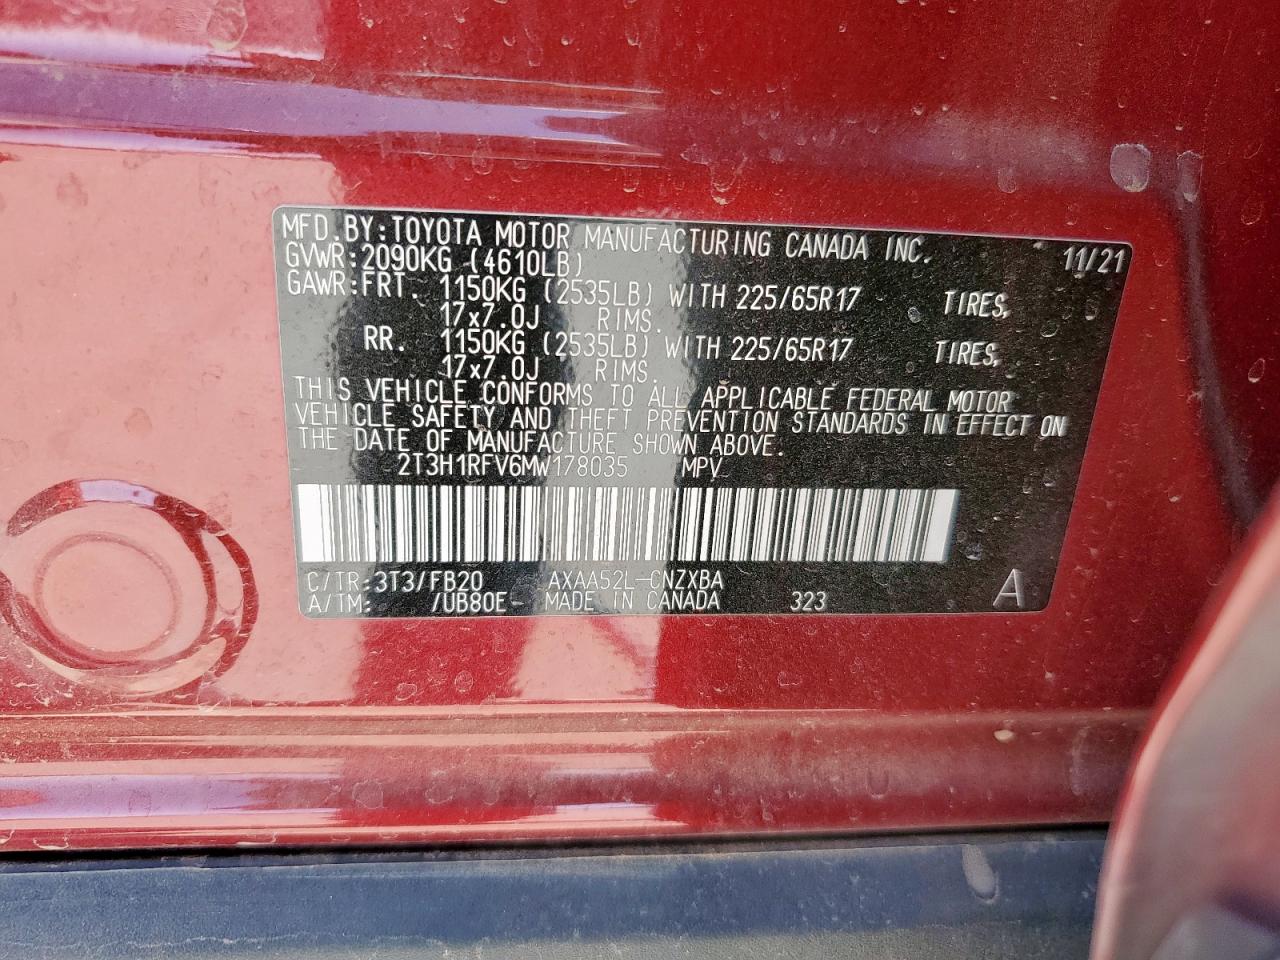 MFD.BY:TOYOTA MOTOR MANUFACTURING CANADA INC. 11/21
GVWR:2090KG (4610LB)
GAWR:FRT. 1150KG (2535LB) WITH 225/65R17 TIRES,
17x7.0J RIMS.
RR. 1150KG (2535LB) WITH 225/65R17 TIRES,
17x7.0J RIMS.
THIS VEHICLE CONFORMS TO ALL APPLICABLE FEDERAL MOTOR
VEHICLE SAFETY AND THEFT PREVENTION STANDARDS IN EFFECT ON
THE DATE OF MANUFACTURE SHOWN ABOVE.
2T3H1RFV6MW178035 MPV
C/TR:3T3/FB20 AXAA52L-CNZXBA
A/TM: /UB80E- MADE IN CANADA 323 A